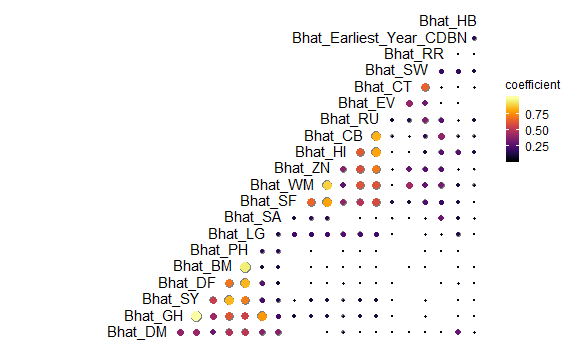 Bhat_HB
Bhat_Earliest_Year_CDBN
Bhat_RR
Bhat_SW
Bhat_CT
Bhat_EV
Bhat_RU
Bhat_CB
Bhat_HI
Bhat_ZN
Bhat_WM
Bhat_SF
Bhat_SA
Bhat_LG
Bhat_PH
Bhat_BM
Bhat_DF
Bhat_SY
Bhat_GH
Bhat_DM
coefficient
0.75
0.50
0.25